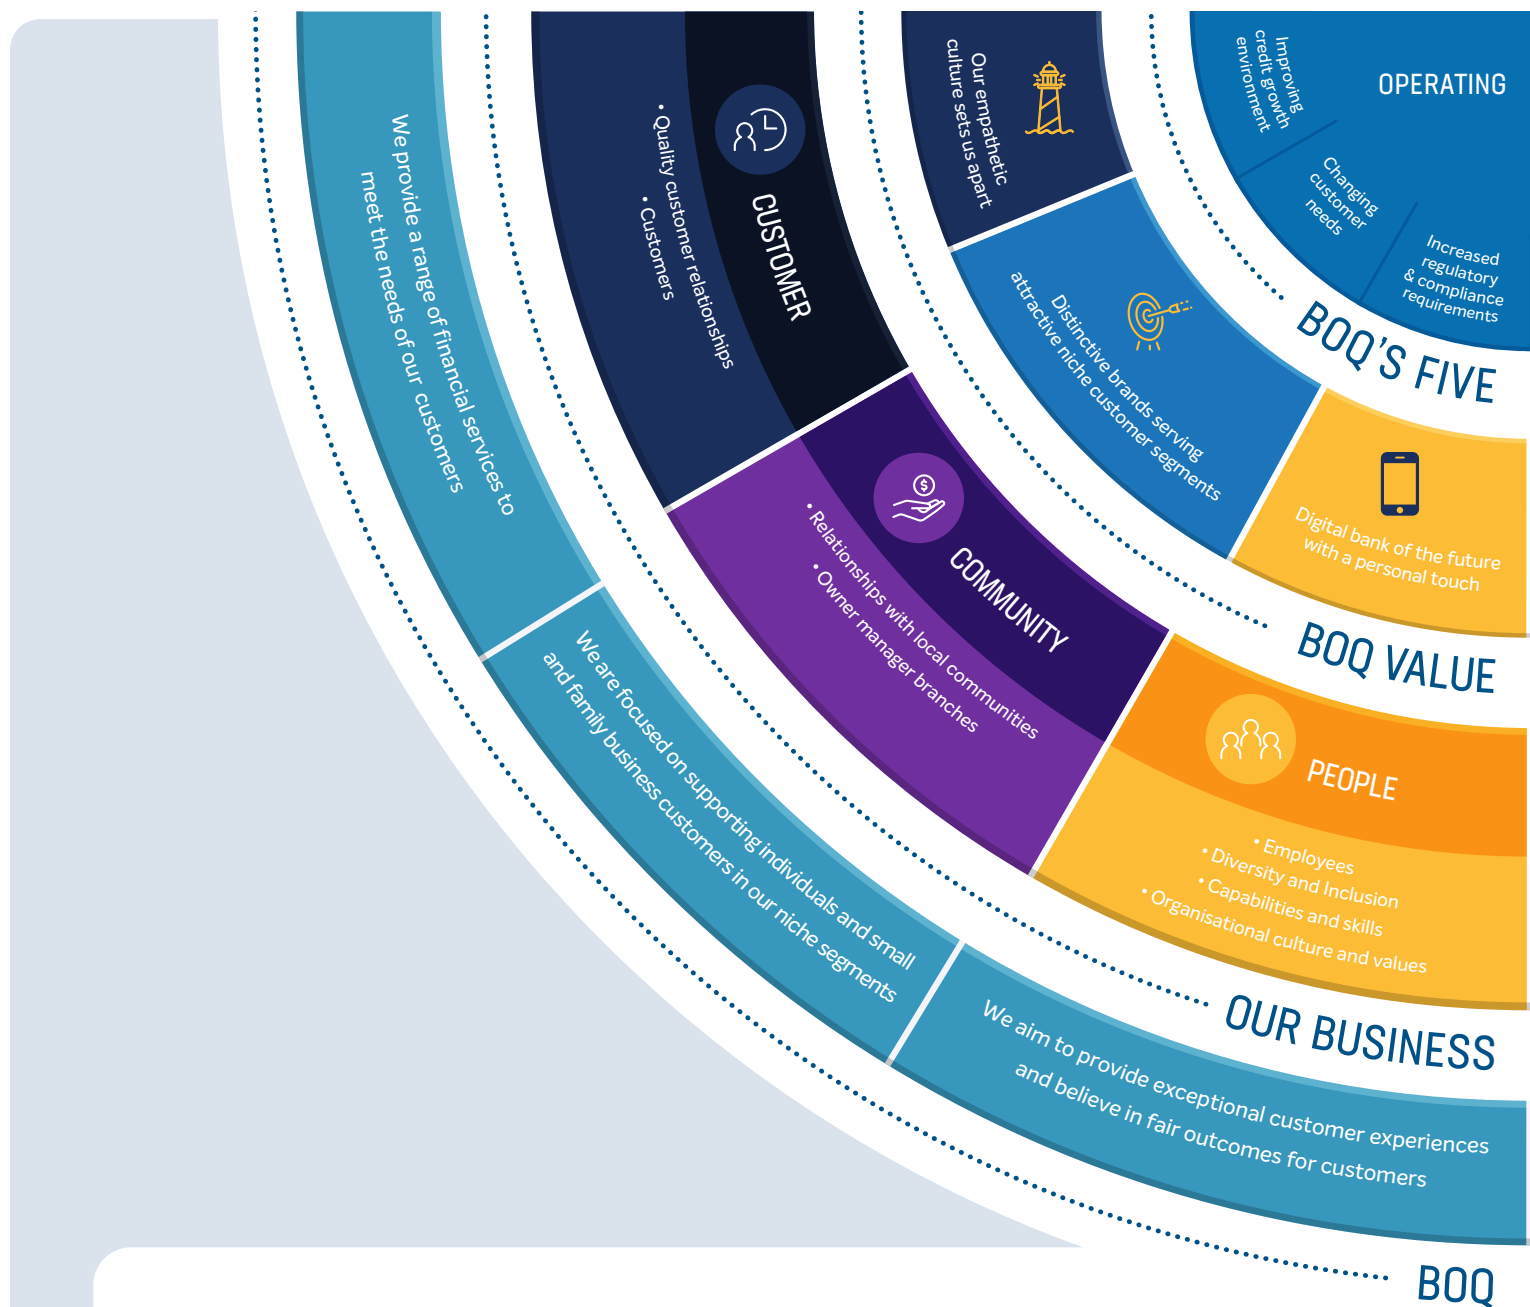 OPERATING
Improving
credit growth
environment
Changing
customer
needs
Increased
regulatory
& compliance
requirements
BOQ'S FIVE
Our empathetic
culture sets us apart
Distinctive brands serving
attractive niche customer segments
Digital bank of the future
with a personal touch
BOQ VALUE
CUSTOMER
• Quality customer relationships
• Customers
COMMUNITY
• Relationships with local communities
• Owner manager branches
PEOPLE
• Employees
• Diversity and Inclusion
• Capabilities and skills
• Organisational culture and values
OUR BUSINESS
We provide a range of financial services to
meet the needs of our customers
We are focused on supporting individuals and small
and family business customers in our niche segments
We aim to provide exceptional customer experiences
and believe in fair outcomes for customers
BOQ